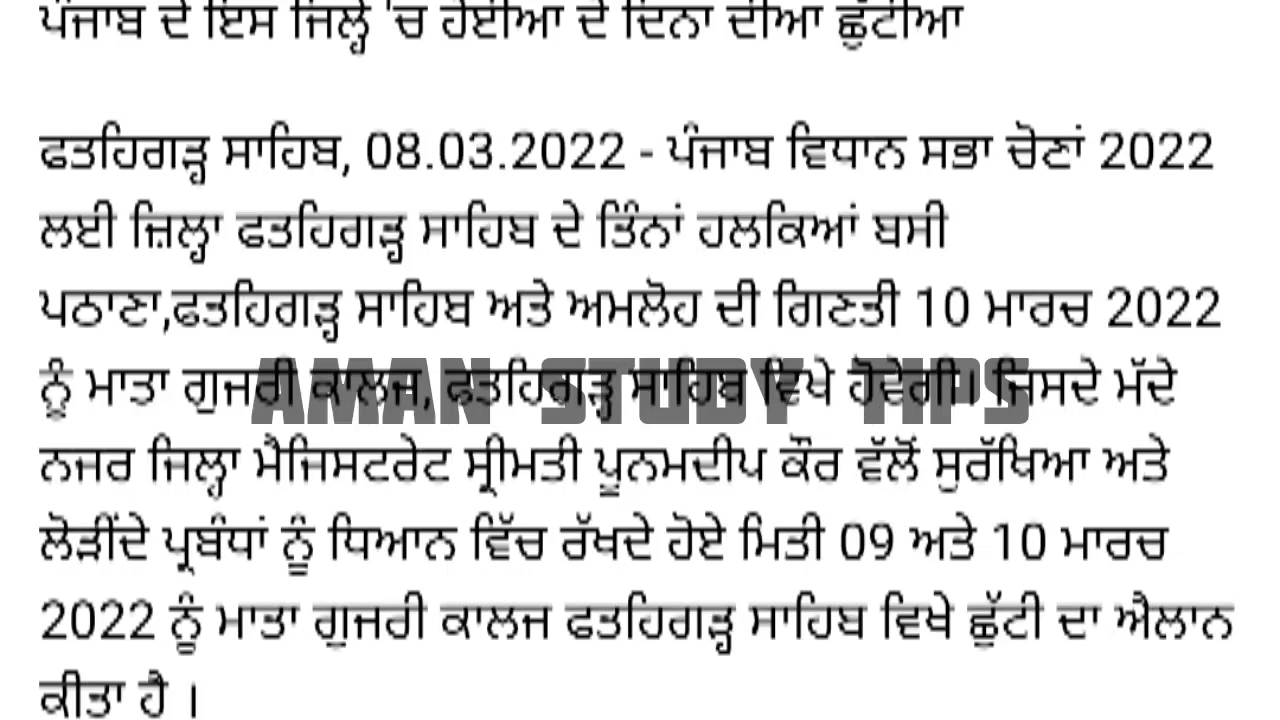 ਪੰਜਾਬ ਦੇ ਇਸ ਜਿਲ੍ਹੇ 'ਚ ਹੋਈਆ ਦੋ ਦਿਨਾ ਦੀਆ ਛੁੱਟੀਆ
ਫਤਹਿਗੜ੍ਹ ਸਾਹਿਬ, 08.03.2022 - ਪੰਜਾਬ ਵਿਧਾਨ ਸਭਾ ਚੋਣਾਂ 2022
ਲਈ ਜ਼ਿਲ੍ਹਾ ਫਤਹਿਗੜ੍ਹ ਸਾਹਿਬ ਦੇ ਤਿੰਨਾਂ ਹਲਕਿਆਂ ਬਸੀ
ਪਠਾਣਾ,ਫਤਹਿਗੜ੍ਹ ਸਾਹਿਬ ਅਤੇ ਅਮਲੋਹ ਦੀ ਗਿਣਤੀ 10 ਮਾਰਚ 2022
ਨੂੰ ਮਾਤਾ ਗੁਜਰੀ ਕਾਲਜ, ਫਤਹਿਗੜ੍ਹ ਸਾਹਿਬ ਵਿਖੇ ਹੋਵੇਗੀ। ਜਿਸਦੇ ਮੱਦੇ
AMAN STUDY TIPS
ਨਜਰ ਜਿਲ੍ਹਾ ਮੈਜਿਸਟਰੇਟ ਸ੍ਰੀਮਤੀ ਪੂਨਮਦੀਪ ਕੌਰ ਵੱਲੋਂ ਸੁਰੱਖਿਆ ਅਤੇ
ਲੋੜੀਂਦੇ ਪ੍ਰਬੰਧਾਂ ਨੂੰ ਧਿਆਨ ਵਿੱਚ ਰੱਖਦੇ ਹੋਏ ਮਿਤੀ 09 ਅਤੇ 10 ਮਾਰਚ
2022 ਨੂੰ ਮਾਤਾ ਗੁਜਰੀ ਕਾਲਜ ਫਤਹਿਗੜ੍ਹ ਸਾਹਿਬ ਵਿਖੇ ਛੁੱਟੀ ਦਾ ਐਲਾਨ
ਕੀਤਾ ਹੈ ।